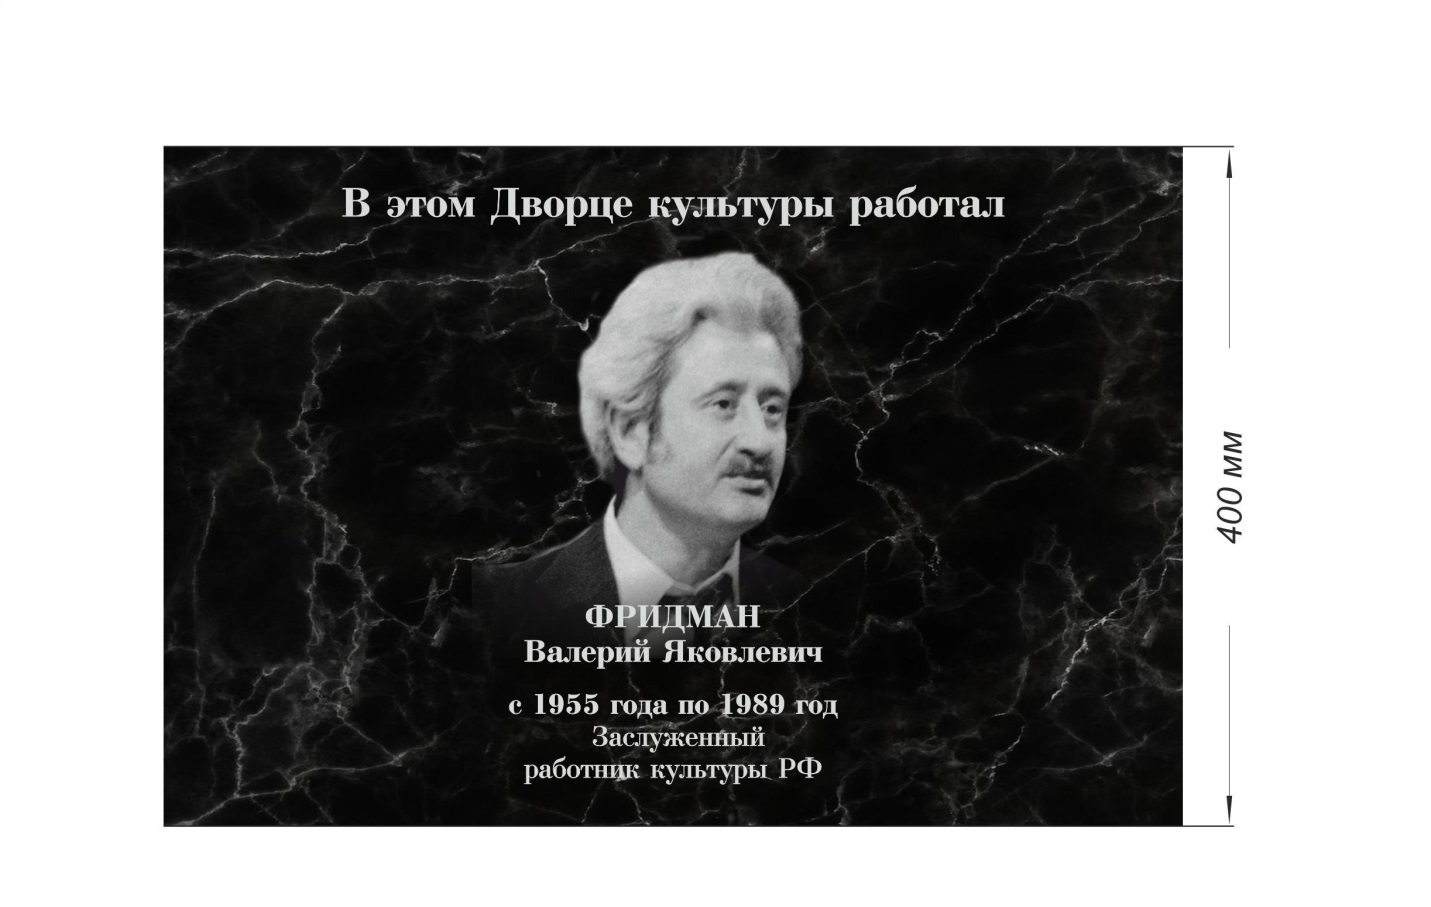 В этом Дворце культуры работал
ФРИДМАН
Валерий Яковлевич
с 1955 года по 1989 год
Заслуженный
работник культуры РФ
400 мм